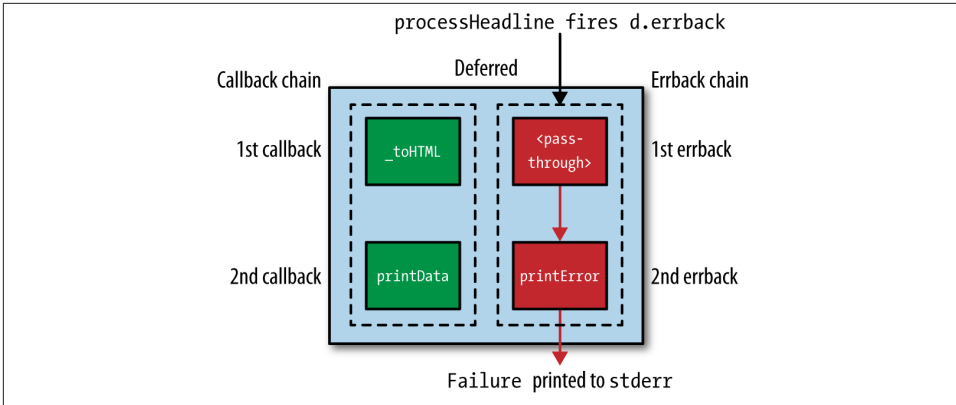 processHeadline fires d.errback
Deferred
Callback chain
Errback chain
1st callback
_toHTML
<pass-
through>
1st errback
2nd callback
printData
printError
2nd errback
Failure printed to stderr